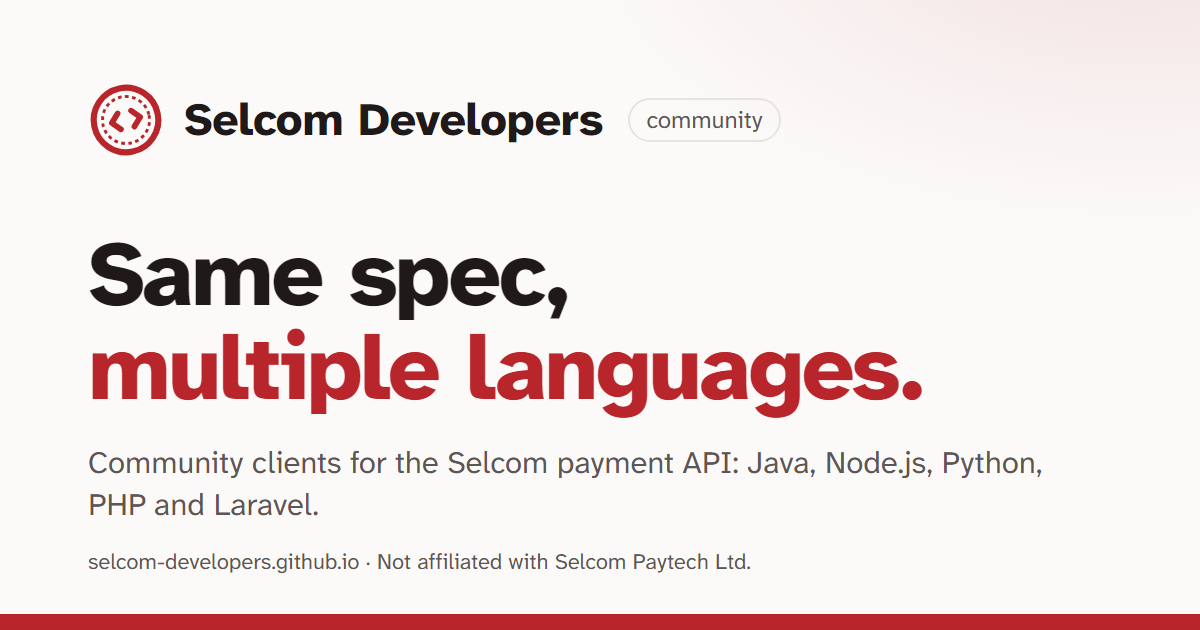 Selcom Developers community
Same spec,
multiple languages.
Community clients for the Selcom payment API: Java, Node.js, Python,
PHP and Laravel.
selcom-developers.github.io · Not affiliated with Selcom Paytech Ltd.